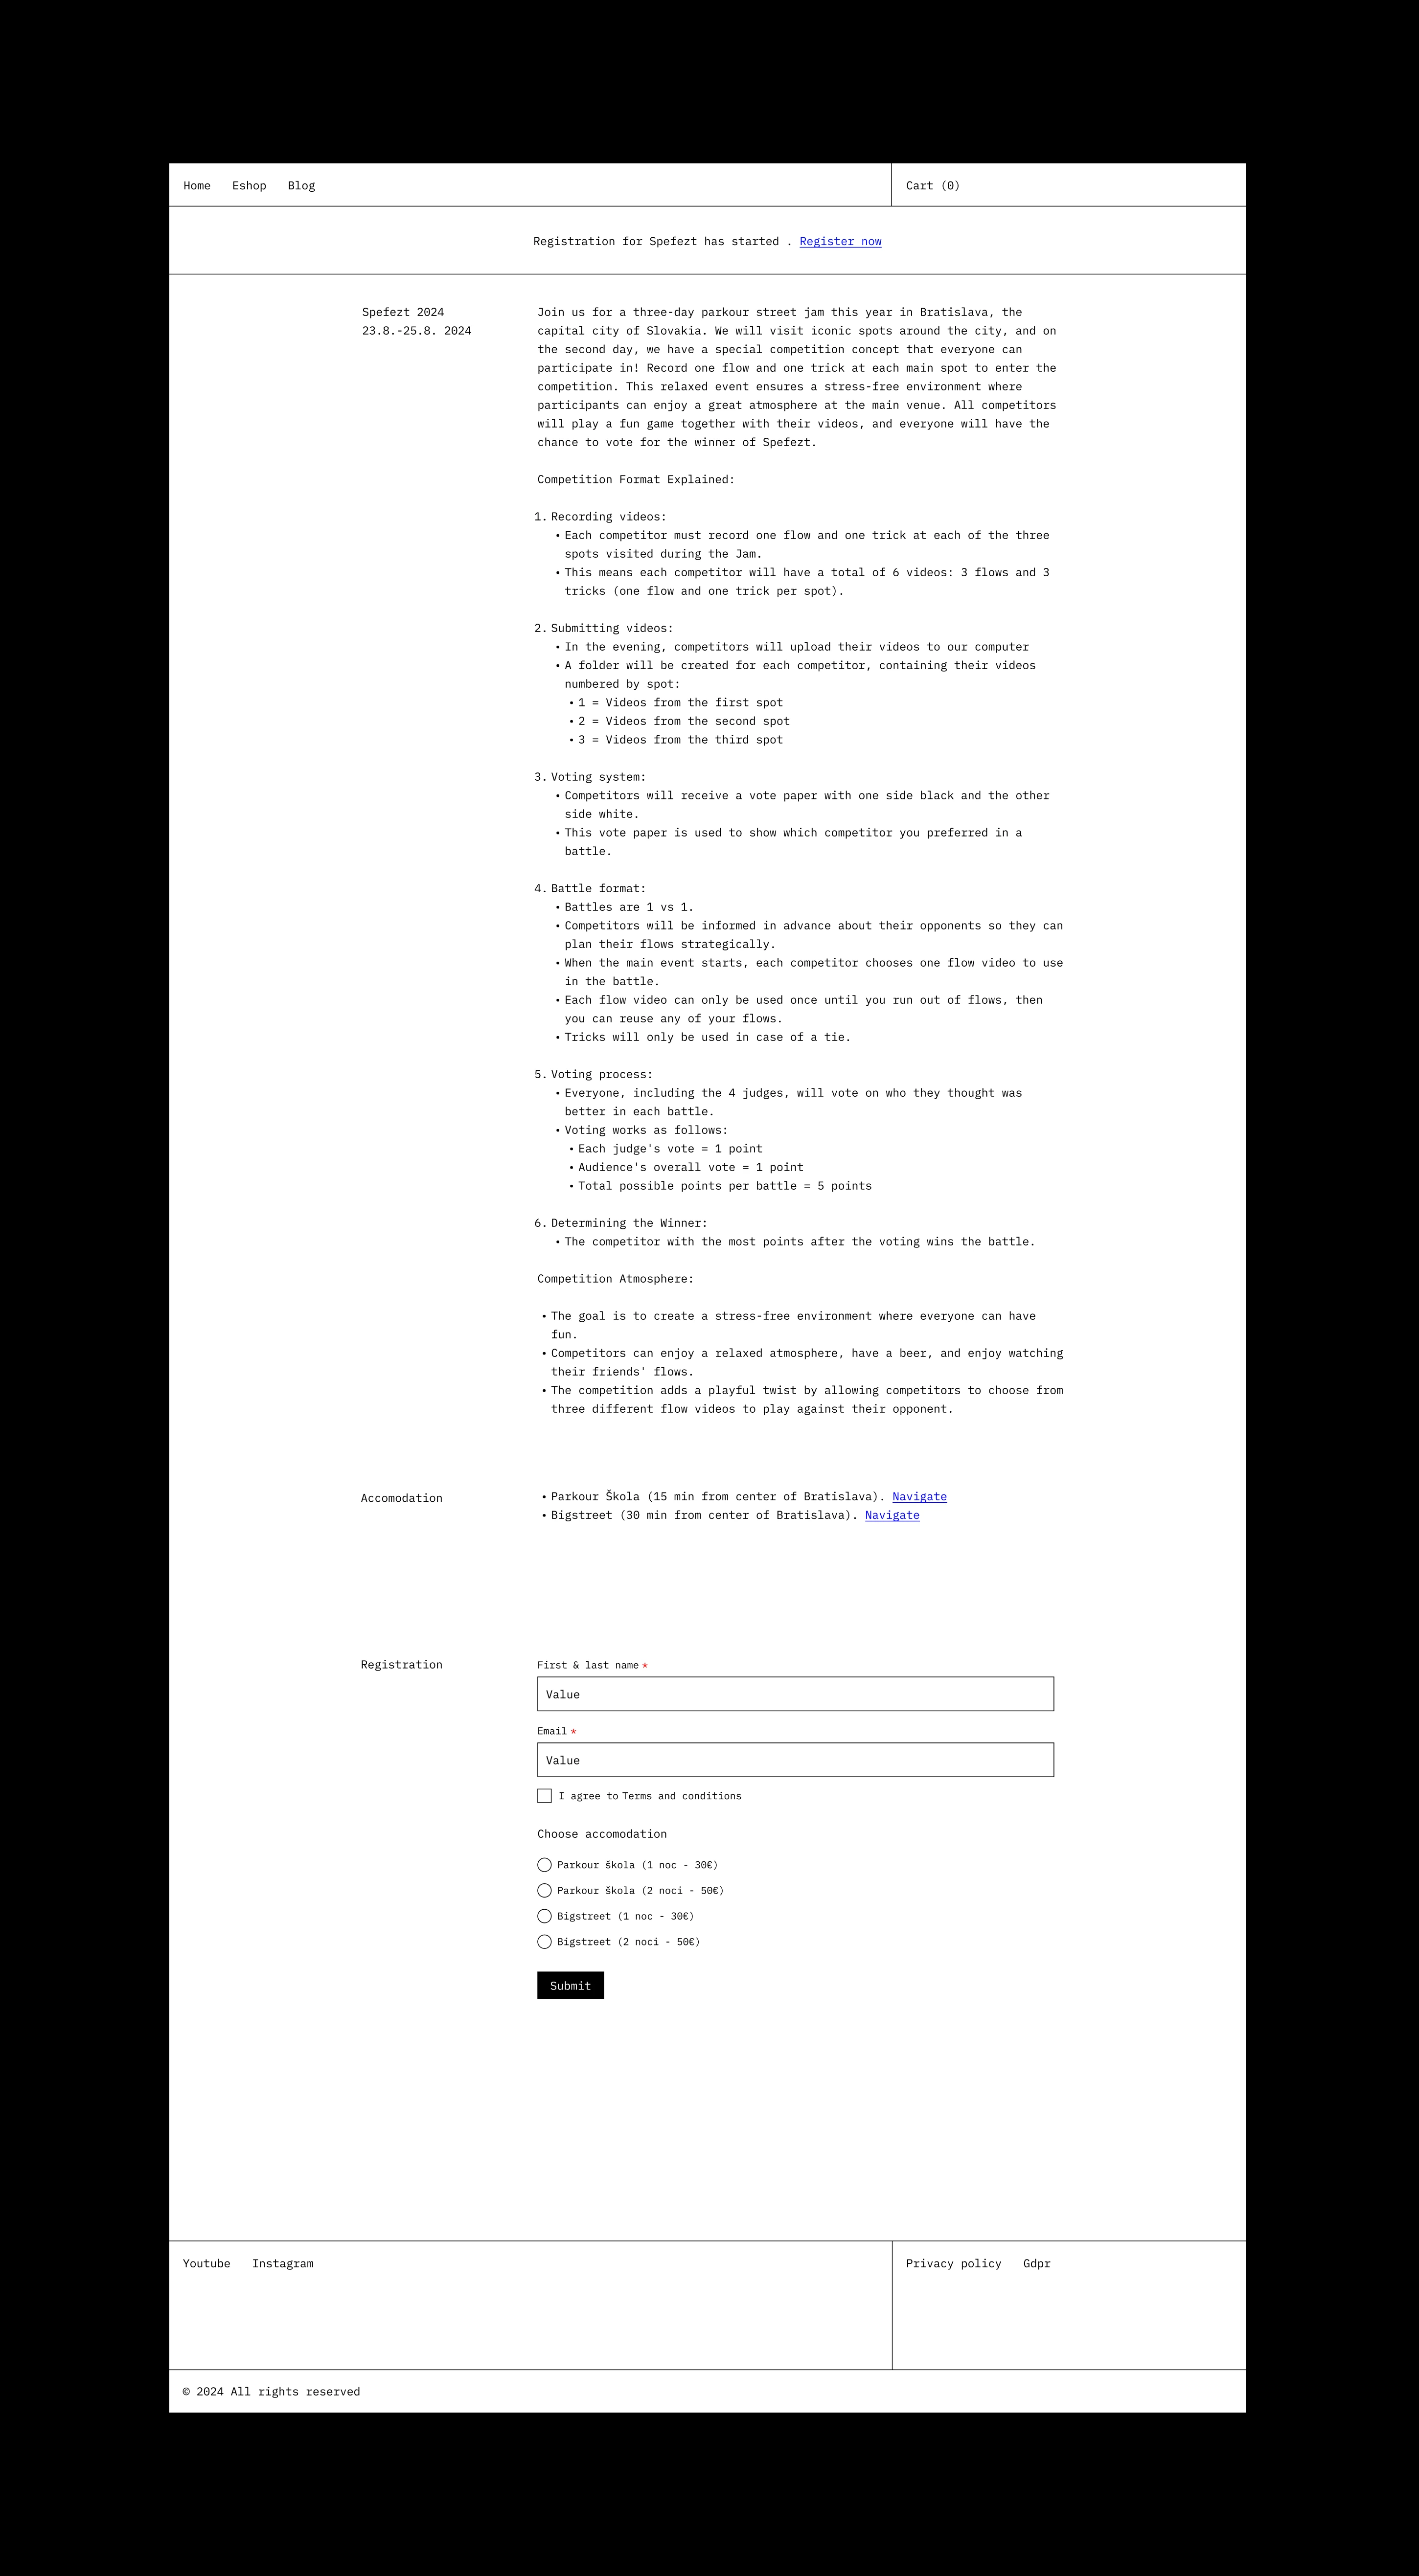 Home Eshop Blog Cart (0)
Registration for Spefezt has started . Register now
Spefezt 2024
23.8.-25.8. 2024
Join us for a three-day parkour street jam this year in Bratislava, the
capital city of Slovakia. We will visit iconic spots around the city, and on
the second day, we have a special competition concept that everyone can
participate in! Record one flow and one trick at each main spot to enter the
competition. This relaxed event ensures a stress-free environment where
participants can enjoy a great atmosphere at the main venue. All competitors
will play a fun game together with their videos, and everyone will have the
chance to vote for the winner of Spefezt.
Competition Format Explained:
1. Recording videos:
• Each competitor must record one flow and one trick at each of the three
spots visited during the Jam.
• This means each competitor will have a total of 6 videos: 3 flows and 3
tricks (one flow and one trick per spot).
2. Submitting videos:
• In the evening, competitors will upload their videos to our computer
• A folder will be created for each competitor, containing their videos
numbered by spot:
• 1 = Videos from the first spot
• 2 = Videos from the second spot
• 3 = Videos from the third spot
3. Voting system:
• Competitors will receive a vote paper with one side black and the other
side white.
• This vote paper is used to show which competitor you preferred in a
battle.
4. Battle format:
• Battles are 1 vs 1.
• Competitors will be informed in advance about their opponents so they can
plan their flows strategically.
• When the main event starts, each competitor chooses one flow video to use
in the battle.
• Each flow video can only be used once until you run out of flows, then
you can reuse any of your flows.
• Tricks will only be used in case of a tie.
5. Voting process:
• Everyone, including the 4 judges, will vote on who they thought was
better in each battle.
• Voting works as follows:
• Each judge's vote = 1 point
• Audience's overall vote = 1 point
• Total possible points per battle = 5 points
6. Determining the Winner:
• The competitor with the most points after the voting wins the battle.
Competition Atmosphere:
• The goal is to create a stress-free environment where everyone can have
fun.
• Competitors can enjoy a relaxed atmosphere, have a beer, and enjoy watching
their friends' flows.
• The competition adds a playful twist by allowing competitors to choose from
three different flow videos to play against their opponent.
Accomodation
• Parkour Škola (15 min from center of Bratislava). Navigate
• Bigstreet (30 min from center of Bratislava). Navigate
Registration
First & last name *
Value
Email *
Value
I agree to Terms and conditions
Choose accomodation
Parkour škola (1 noc - 30€)
Parkour škola (2 noci - 50€)
Bigstreet (1 noc - 30€)
Bigstreet (2 noci - 50€)
Submit
Youtube Instagram Privacy policy Gdpr
© 2024 All rights reserved